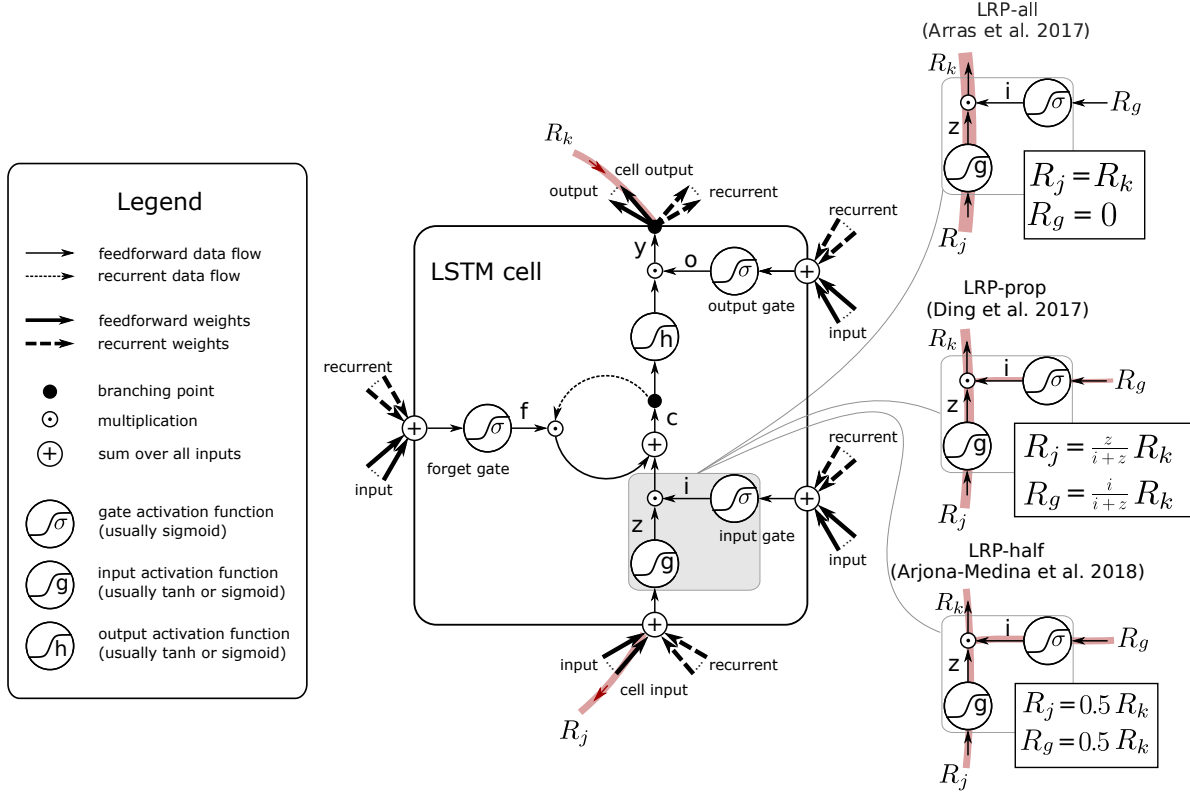 Legend
feedforward data flow
recurrent data flow
feedforward weights
recurrent weights
branching point
multiplication
sum over all inputs
σ
gate activation function
(usually sigmoid)
g
input activation function
(usually tanh or sigmoid)
h
output activation function
(usually tanh or sigmoid)
R_k
cell output
output
recurrent
LSTM cell
y
o
σ
output gate
recurrent
input
h
recurrent
f
σ
forget gate
input
c
i
σ
input gate
z
g
recurrent
input
input
recurrent
cell input
R_j
LRP-all
(Arras et al. 2017)
R_k
i
σ
R_g
z
g
R_j
R_j = R_k
R_g = 0
LRP-prop
(Ding et al. 2017)
R_k
i
σ
R_g
z
g
R_j
R_j = z/(i+z) R_k
R_g = i/(i+z) R_k
LRP-half
(Arjona-Medina et al. 2018)
R_k
i
σ
R_g
z
g
R_j
R_j = 0.5 R_k
R_g = 0.5 R_k